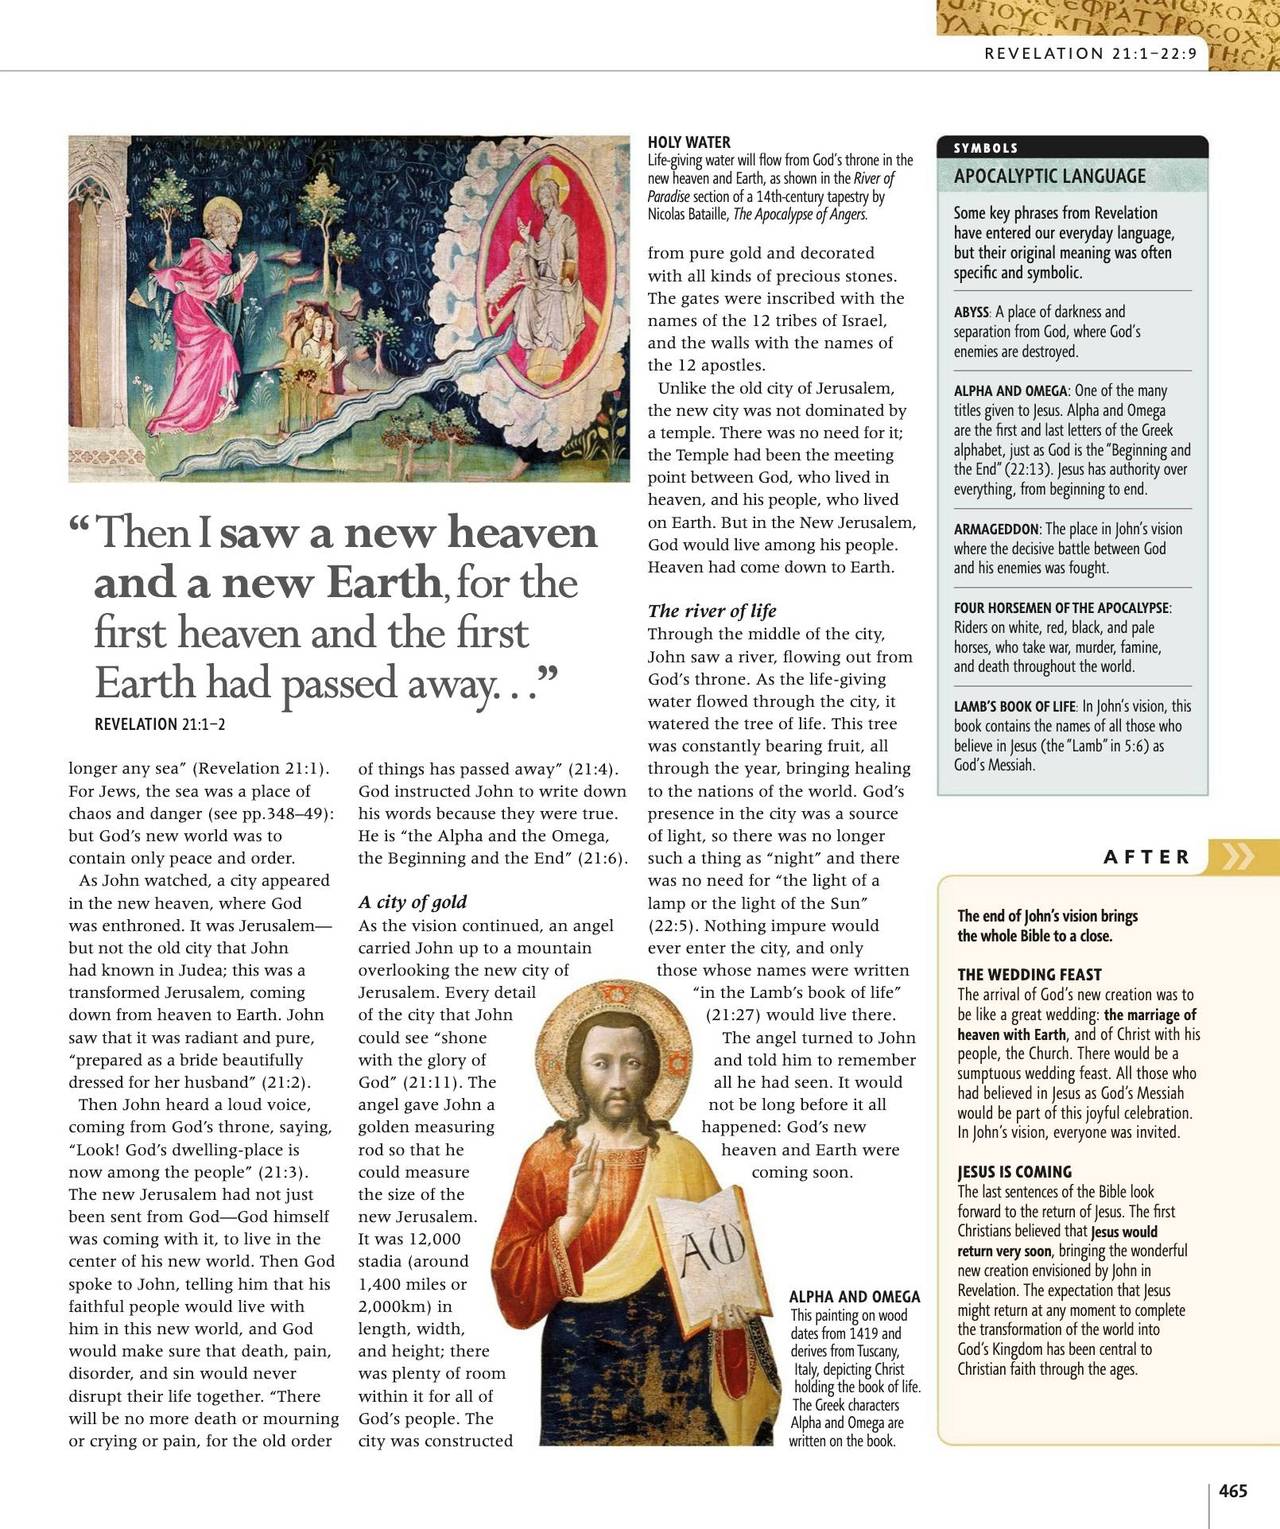 REVELATION 21:1–22:9
HOLY WATER
Life-giving water will flow from God’s throne in the
new heaven and Earth, as shown in the River of
Paradise section of a 14th-century tapestry by
Nicolas Bataille, The Apocalypse of Angers.
“Then I saw a new heaven
and a new Earth, for the
first heaven and the first
Earth had passed away. . .”
REVELATION 21:1–2
longer any sea” (Revelation 21:1).
For Jews, the sea was a place of
chaos and danger (see pp.348–49):
but God’s new world was to
contain only peace and order.
As John watched, a city appeared
in the new heaven, where God
was enthroned. It was Jerusalem—
but not the old city that John
had known in Judea; this was a
transformed Jerusalem, coming
down from heaven to Earth. John
saw that it was radiant and pure,
“prepared as a bride beautifully
dressed for her husband” (21:2).
Then John heard a loud voice,
coming from God’s throne, saying,
“Look! God’s dwelling-place is
now among the people” (21:3).
The new Jerusalem had not just
been sent from God—God himself
was coming with it, to live in the
center of his new world. Then God
spoke to John, telling him that his
faithful people would live with
him in this new world, and God
would make sure that death, pain,
disorder, and sin would never
disrupt their life together. “There
will be no more death or mourning
or crying or pain, for the old order
of things has passed away” (21:4).
God instructed John to write down
his words because they were true.
He is “the Alpha and the Omega,
the Beginning and the End” (21:6).
A city of gold
As the vision continued, an angel
carried John up to a mountain
overlooking the new city of
Jerusalem. Every detail
of the city that John
could see “shone
with the glory of
God” (21:11). The
angel gave John a
golden measuring
rod so that he
could measure
the size of the
new Jerusalem.
It was 12,000
stadia (around
1,400 miles or
2,000km) in
length, width,
and height; there
was plenty of room
within it for all of
God’s people. The
city was constructed
from pure gold and decorated
with all kinds of precious stones.
The gates were inscribed with the
names of the 12 tribes of Israel,
and the walls with the names of
the 12 apostles.
Unlike the old city of Jerusalem,
the new city was not dominated by
a temple. There was no need for it;
the Temple had been the meeting
point between God, who lived in
heaven, and his people, who lived
on Earth. But in the New Jerusalem,
God would live among his people.
Heaven had come down to Earth.
The river of life
Through the middle of the city,
John saw a river, flowing out from
God’s throne. As the life-giving
water flowed through the city, it
watered the tree of life. This tree
was constantly bearing fruit, all
through the year, bringing healing
to the nations of the world. God’s
presence in the city was a source
of light, so there was no longer
such a thing as “night” and there
was no need for “the light of a
lamp or the light of the Sun”
(22:5). Nothing impure would
ever enter the city, and only
those whose names were written
“in the Lamb’s book of life”
(21:27) would live there.
The angel turned to John
and told him to remember
all he had seen. It would
not be long before it all
happened: God’s new
heaven and Earth were
coming soon.
ΑѠ
ALPHA AND OMEGA
This painting on wood
dates from 1419 and
derives from Tuscany,
Italy, depicting Christ
holding the book of life.
The Greek characters
Alpha and Omega are
written on the book.
SYMBOLS
APOCALYPTIC LANGUAGE
Some key phrases from Revelation
have entered our everyday language,
but their original meaning was often
specific and symbolic.
ABYSS: A place of darkness and
separation from God, where God’s
enemies are destroyed.
ALPHA AND OMEGA: One of the many
titles given to Jesus. Alpha and Omega
are the first and last letters of the Greek
alphabet, just as God is the “Beginning and
the End” (22:13). Jesus has authority over
everything, from beginning to end.
ARMAGEDDON: The place in John’s vision
where the decisive battle between God
and his enemies was fought.
FOUR HORSEMEN OF THE APOCALYPSE:
Riders on white, red, black, and pale
horses, who take war, murder, famine,
and death throughout the world.
LAMB’S BOOK OF LIFE: In John’s vision, this
book contains the names of all those who
believe in Jesus (the “Lamb” in 5:6) as
God’s Messiah.
AFTER
The end of John’s vision brings
the whole Bible to a close.
THE WEDDING FEAST
The arrival of God’s new creation was to
be like a great wedding: the marriage of
heaven with Earth, and of Christ with his
people, the Church. There would be a
sumptuous wedding feast. All those who
had believed in Jesus as God’s Messiah
would be part of this joyful celebration.
In John’s vision, everyone was invited.
JESUS IS COMING
The last sentences of the Bible look
forward to the return of Jesus. The first
Christians believed that Jesus would
return very soon, bringing the wonderful
new creation envisioned by John in
Revelation. The expectation that Jesus
might return at any moment to complete
the transformation of the world into
God’s Kingdom has been central to
Christian faith through the ages.
465